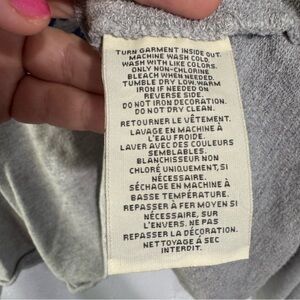 TURN GARMENT INSIDE OUT.
MACHINE WASH COLD.
WASH WITH LIKE COLORS.
ONLY NON-CHLORINE
BLEACH WHEN NEEDED.
TUMBLE DRY LOW, WARM
IRON IF NEEDED ON
REVERSE SIDE.
DO NOT IRON DECORATION.
DO NOT DRY CLEAN.
RETOURNER LE VÊTEMENT.
LAVAGE EN MACHINE À
L'EAU FROIDE.
LAVER AVEC DES COULEURS
SEMBLABLES.
BLANCHISSEUR NON
CHLORÉ UNIQUEMENT, SI
NÉCESSAIRE.
SÉCHAGE EN MACHINE À
BASSE TEMPÉRATURE.
REPASSER À FER MOYEN SI
NÉCESSAIRE, SUR
L'ENVERS. NE PAS
REPASSER LA DÉCORATION.
NETTOYAGE À SEC
INTERDIT.